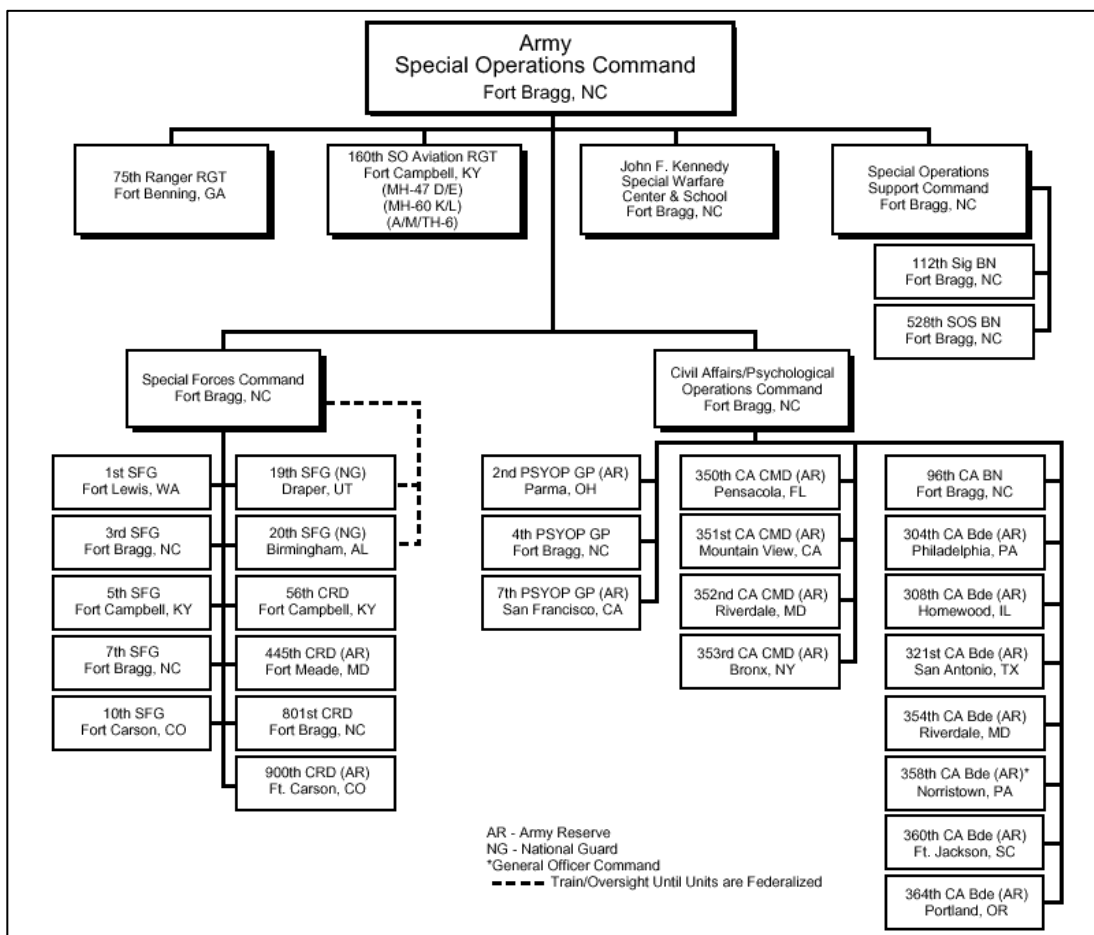 Army
Special Operations Command
Fort Bragg, NC
75th Ranger RGT
Fort Benning, GA
160th SO Aviation RGT
Fort Campbell, KY
(MH-47 D/E)
(MH-60 K/L)
(A/M/TH-6)
John F. Kennedy
Special Warfare
Center & School
Fort Bragg, NC
Special Operations
Support Command
Fort Bragg, NC
112th Sig BN
Fort Bragg, NC
528th SOS BN
Fort Bragg, NC
Special Forces Command
Fort Bragg, NC
1st SFG
Fort Lewis, WA
3rd SFG
Fort Bragg, NC
5th SFG
Fort Campbell, KY
7th SFG
Fort Bragg, NC
10th SFG
Fort Carson, CO
19th SFG (NG)
Draper, UT
20th SFG (NG)
Birmingham, AL
56th CRD
Fort Campbell, KY
445th CRD (AR)
Fort Meade, MD
801st CRD
Fort Bragg, NC
900th CRD (AR)
Ft. Carson, CO
Civil Affairs/Psychological
Operations Command
Fort Bragg, NC
2nd PSYOP GP (AR)
Parma, OH
4th PSYOP GP
Fort Bragg, NC
7th PSYOP GP (AR)
San Francisco, CA
350th CA CMD (AR)
Pensacola, FL
351st CA CMD (AR)
Mountain View, CA
352nd CA CMD (AR)
Riverdale, MD
353rd CA CMD (AR)
Bronx, NY
96th CA BN
Fort Bragg, NC
304th CA Bde (AR)
Philadelphia, PA
308th CA Bde (AR)
Homewood, IL
321st CA Bde (AR)
San Antonio, TX
354th CA Bde (AR)
Riverdale, MD
358th CA Bde (AR)*
Norristown, PA
360th CA Bde (AR)
Ft. Jackson, SC
364th CA Bde (AR)
Portland, OR
AR - Army Reserve
NG - National Guard
*General Officer Command
Train/Oversight Until Units are Federalized